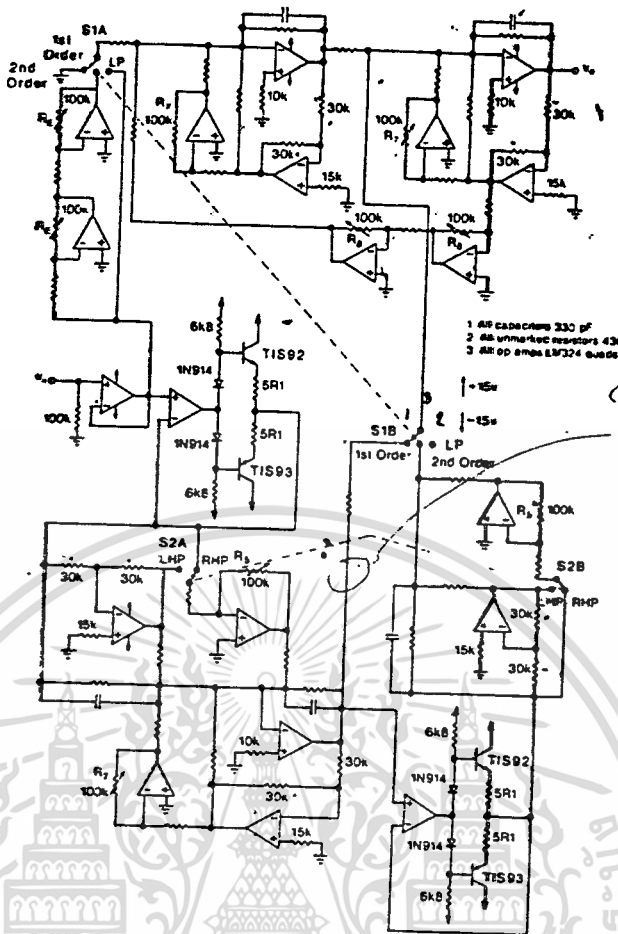 S1A
1st
Order
LP
2nd
Order
100k
R₆
100k
R₆
R₇
100k
10k
30k
30k
15k
100k
R₇
10k
30k
30k
15k
100k
R₈
100k
R₈
1 All capacitors 330 pF
2 All unmarked resistors 430
3 All op amps LM324 quads
+15v
-15v
6k8
1N914
TIS92
5R1
1N914
5R1
TIS93
6k8
100k
S1B
1st Order
LP
2nd Order
S2A
LHP
RHP
R₅
100k
30k
30k
15k
R₅
100k
S2B
RHP
30k
15k
30k
10k
30k
R₇
100k
30k
15k
6k8
1N914
TIS92
5R1
1N914
5R1
TIS93
6k8